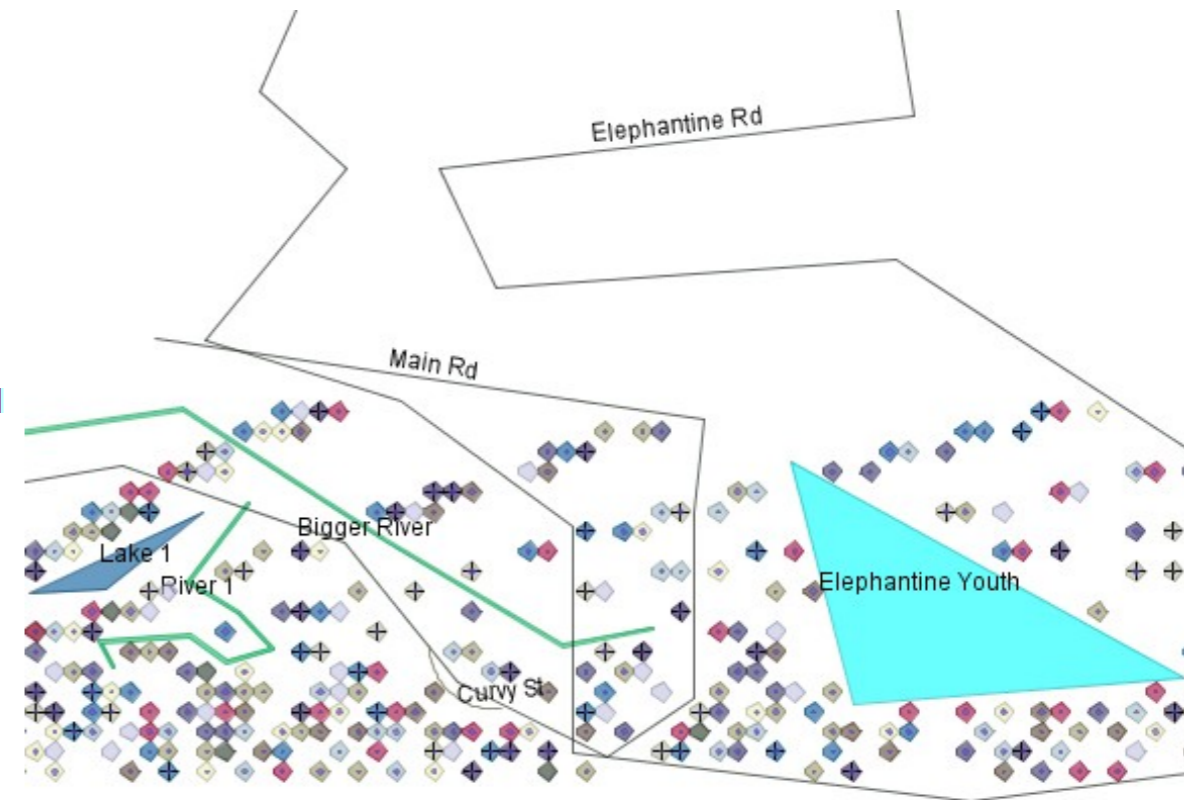 Elephantine Rd
Main Rd
Bigger River
Lake 1
River 1
Elephantine Youth
Curvy St